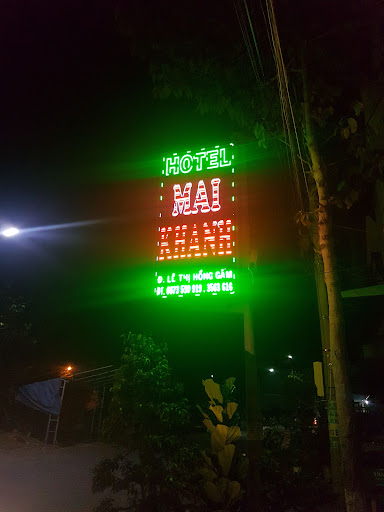 HOTEL
MAI
KHANH
Đ. LÊ THỊ HỒNG GẤM